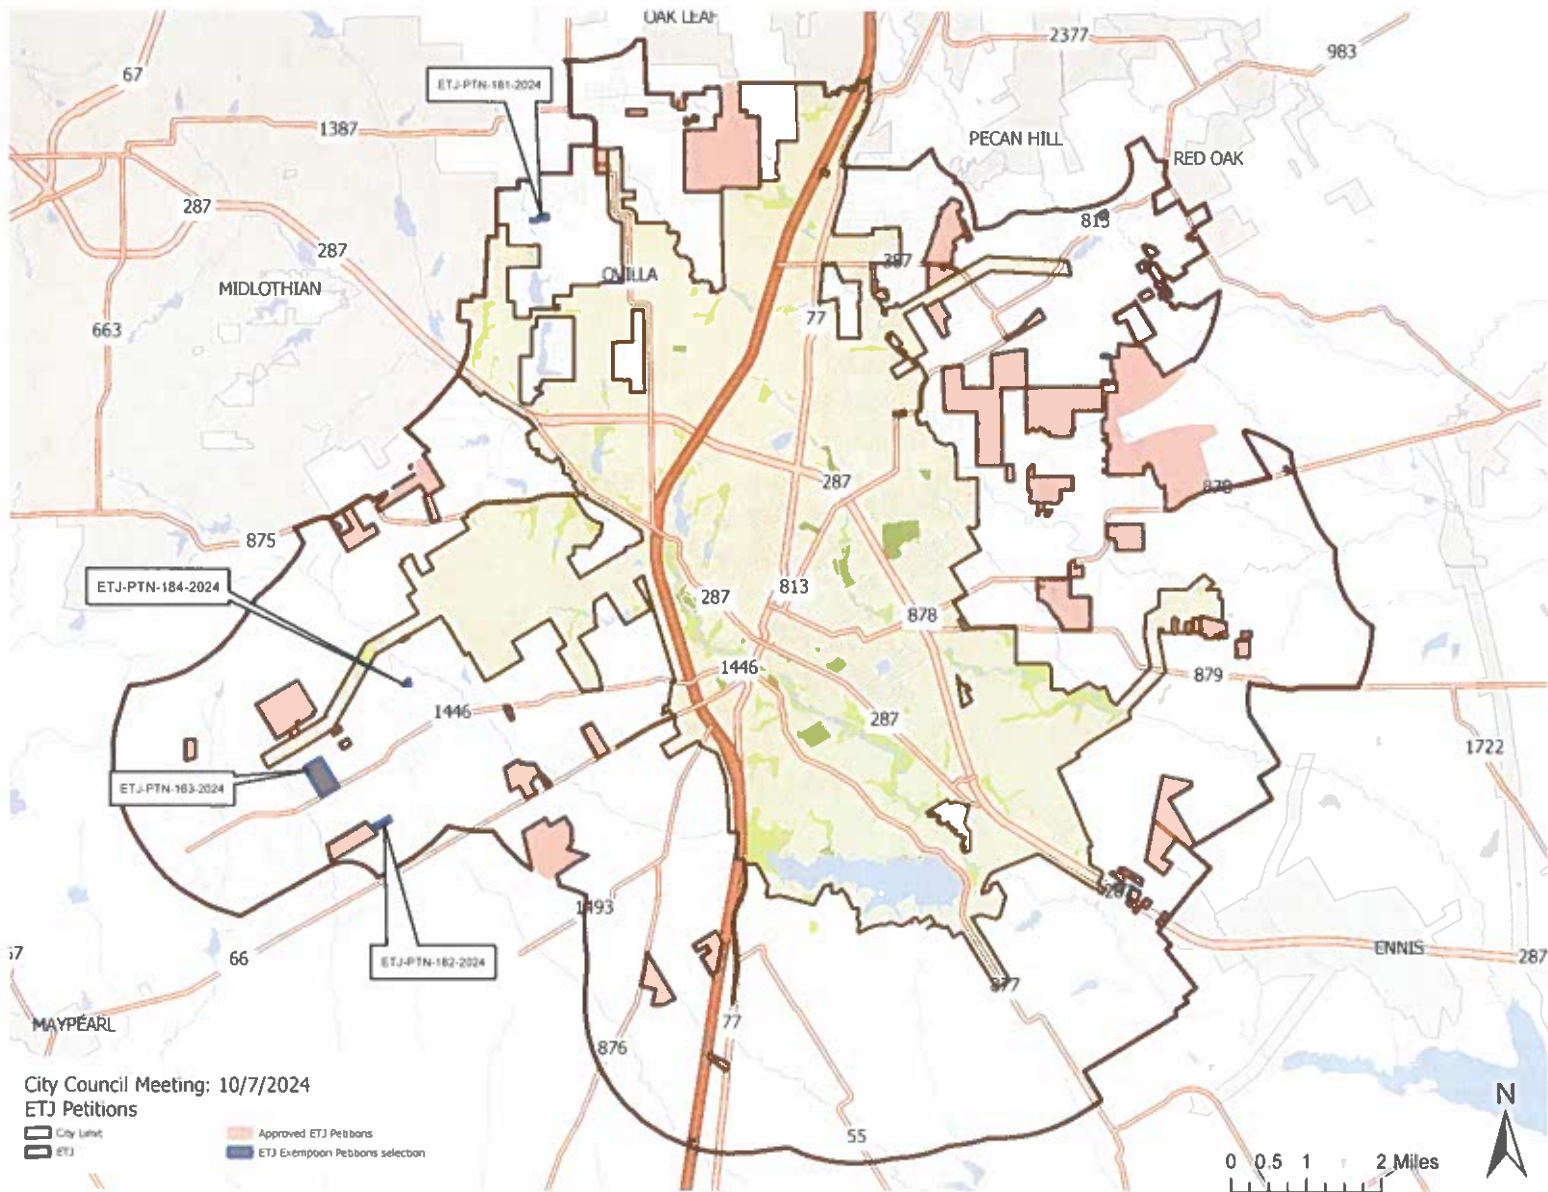 OAK LEAF
2377
983
67
ETJ-PTN-181-2024
1387
PECAN HILL
RED OAK
287
813
287
387
OVILLA
MIDLOTHIAN
77
663
287
878
875
ETJ-PTN-184-2024
287
813
878
1446
879
1446
287
1722
ETJ-PTN-163-2024
287
1493
ENNIS
287
66
ETJ-PTN-182-2024
877
MAYPEARL
77
876
55
City Council Meeting: 10/7/2024
ETJ Petitions
City Limit
Approved ETJ Petitions
ETJ
ETJ Exemption Petitions selection
N
0 0.5 1 2 Miles